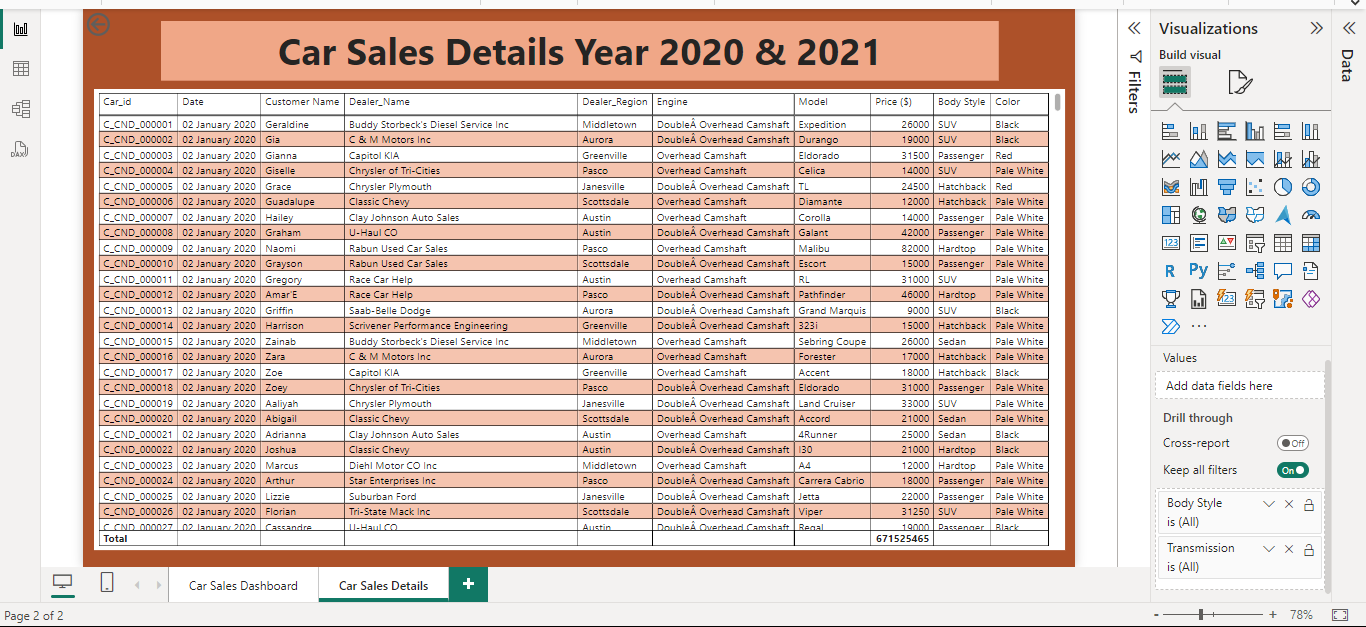 Car Sales Details Year 2020 & 2021
Car_id Date Customer Name Dealer_Name Dealer_Region Engine Model Price ($) Body Style Color
C_CND_000001 02 January 2020 Geraldine Buddy Storbeck's Diesel Service Inc Middletown DoubleÂ Overhead Camshaft Expedition 26000 SUV Black
C_CND_000002 02 January 2020 Gia C & M Motors Inc Aurora DoubleÂ Overhead Camshaft Durango 19000 SUV Black
C_CND_000003 02 January 2020 Gianna Capitol KIA Greenville Overhead Camshaft Eldorado 31500 Passenger Red
C_CND_000004 02 January 2020 Giselle Chrysler of Tri-Cities Pasco Overhead Camshaft Celica 14000 SUV Pale White
C_CND_000005 02 January 2020 Grace Chrysler Plymouth Janesville DoubleÂ Overhead Camshaft TL 24500 Hatchback Red
C_CND_000006 02 January 2020 Guadalupe Classic Chevy Scottsdale Overhead Camshaft Diamante 12000 Hatchback Pale White
C_CND_000007 02 January 2020 Hailey Clay Johnson Auto Sales Austin Overhead Camshaft Corolla 14000 Passenger Pale White
C_CND_000008 02 January 2020 Graham U-Haul CO Austin DoubleÂ Overhead Camshaft Galant 42000 Passenger Pale White
C_CND_000009 02 January 2020 Naomi Rabun Used Car Sales Pasco Overhead Camshaft Malibu 82000 Hardtop Pale White
C_CND_000010 02 January 2020 Grayson Rabun Used Car Sales Scottsdale DoubleÂ Overhead Camshaft Escort 15000 Passenger Pale White
C_CND_000011 02 January 2020 Gregory Race Car Help Austin Overhead Camshaft RL 31000 SUV Pale White
C_CND_000012 02 January 2020 Amar'E Race Car Help Pasco DoubleÂ Overhead Camshaft Pathfinder 46000 Hardtop Pale White
C_CND_000013 02 January 2020 Griffin Saab-Belle Dodge Aurora DoubleÂ Overhead Camshaft Grand Marquis 9000 SUV Black
C_CND_000014 02 January 2020 Harrison Scrivener Performance Engineering Greenville DoubleÂ Overhead Camshaft 323i 15000 Hatchback Pale White
C_CND_000015 02 January 2020 Zainab Buddy Storbeck's Diesel Service Inc Middletown Overhead Camshaft Sebring Coupe 26000 Sedan Pale White
C_CND_000016 02 January 2020 Zara C & M Motors Inc Aurora Overhead Camshaft Forester 17000 Hatchback Pale White
C_CND_000017 02 January 2020 Zoe Capitol KIA Greenville Overhead Camshaft Accent 18000 Hatchback Black
C_CND_000018 02 January 2020 Zoey Chrysler of Tri-Cities Pasco DoubleÂ Overhead Camshaft Eldorado 31000 Passenger Pale White
C_CND_000019 02 January 2020 Aaliyah Chrysler Plymouth Janesville DoubleÂ Overhead Camshaft Land Cruiser 33000 SUV Pale White
C_CND_000020 02 January 2020 Abigail Classic Chevy Scottsdale DoubleÂ Overhead Camshaft Accord 21000 Sedan Pale White
C_CND_000021 02 January 2020 Adrianna Clay Johnson Auto Sales Austin Overhead Camshaft 4Runner 25000 Sedan Black
C_CND_000022 02 January 2020 Joshua Classic Chevy Austin DoubleÂ Overhead Camshaft I30 21000 Hardtop Black
C_CND_000023 02 January 2020 Marcus Diehl Motor CO Inc Middletown Overhead Camshaft A4 12000 Hardtop Pale White
C_CND_000024 02 January 2020 Arthur Star Enterprises Inc Pasco DoubleÂ Overhead Camshaft Carrera Cabrio 18000 Passenger Pale White
C_CND_000025 02 January 2020 Lizzie Suburban Ford Janesville DoubleÂ Overhead Camshaft Jetta 22000 Passenger Pale White
C_CND_000026 02 January 2020 Florian Tri-State Mack Inc Scottsdale DoubleÂ Overhead Camshaft Viper 31250 SUV Pale White
C_CND_000027 02 January 2020 Cassandre U-Haul CO Austin DoubleÂ Overhead Camshaft Regal 19000 Passenger Black
Total 671525465
Filters
Visualizations
Build visual
123
R Py
123
Values
Add data fields here
Drill through
Cross-report Off
Keep all filters On
Body Style
is (All)
Transmission
is (All)
Data
DAX
Car Sales Dashboard Car Sales Details +
Page 2 of 2
- + 78%